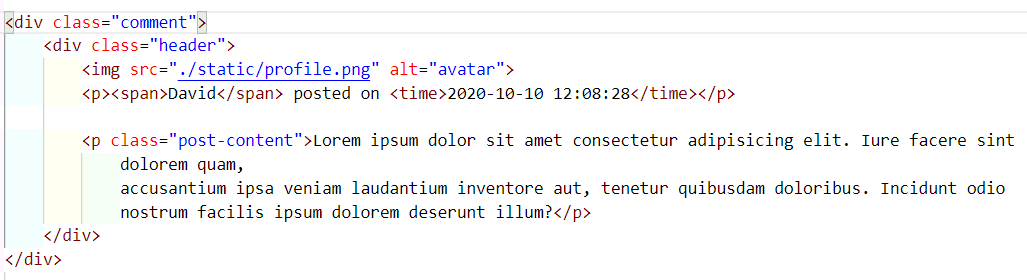 <div class="comment">
<div class="header">
<img src="./static/profile.png" alt="avatar">
<p><span>David</span> posted on <time>2020-10-10 12:08:28</time></p>
<p class="post-content">Lorem ipsum dolor sit amet consectetur adipisicing elit. Iure facere sint
dolorem quam,
accusantium ipsa veniam laudantium inventore aut, tenetur quibusdam doloribus. Incidunt odio
nostrum facilis ipsum dolorem deserunt illum?</p>
</div>
</div>